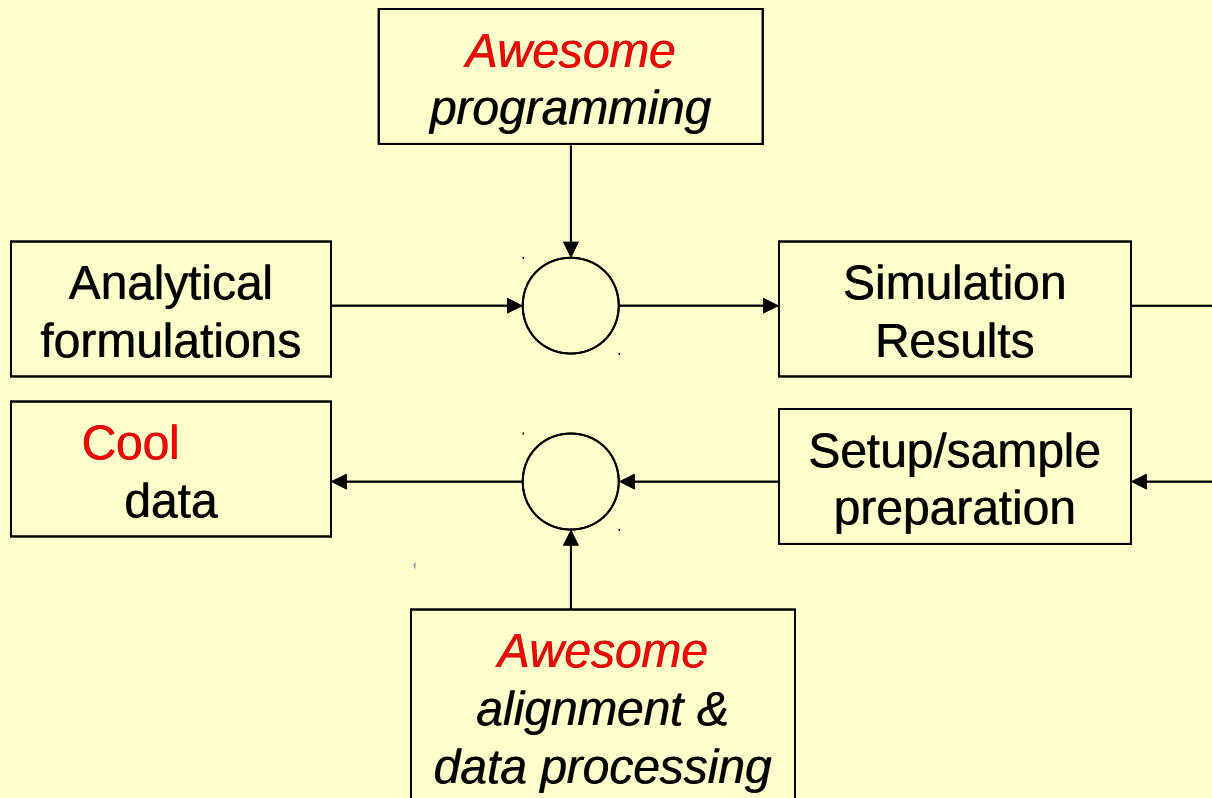 Awesome
programming
Analytical
formulations
Simulation
Results
Cool
data
Setup/sample
preparation
Awesome
alignment &
data processing